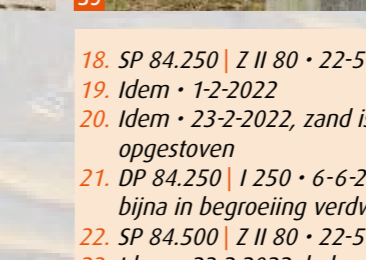 39
18. SP 84.250 | Z II 80 • 22-5
19. Idem • 1-2-2022
20. Idem • 23-2-2022, zand is
opgestoven
21. DP 84.250 | I 250 • 6-6-2
bijna in begroeiing verdw
22. SP 84.500 | Z II 80 • 22-5